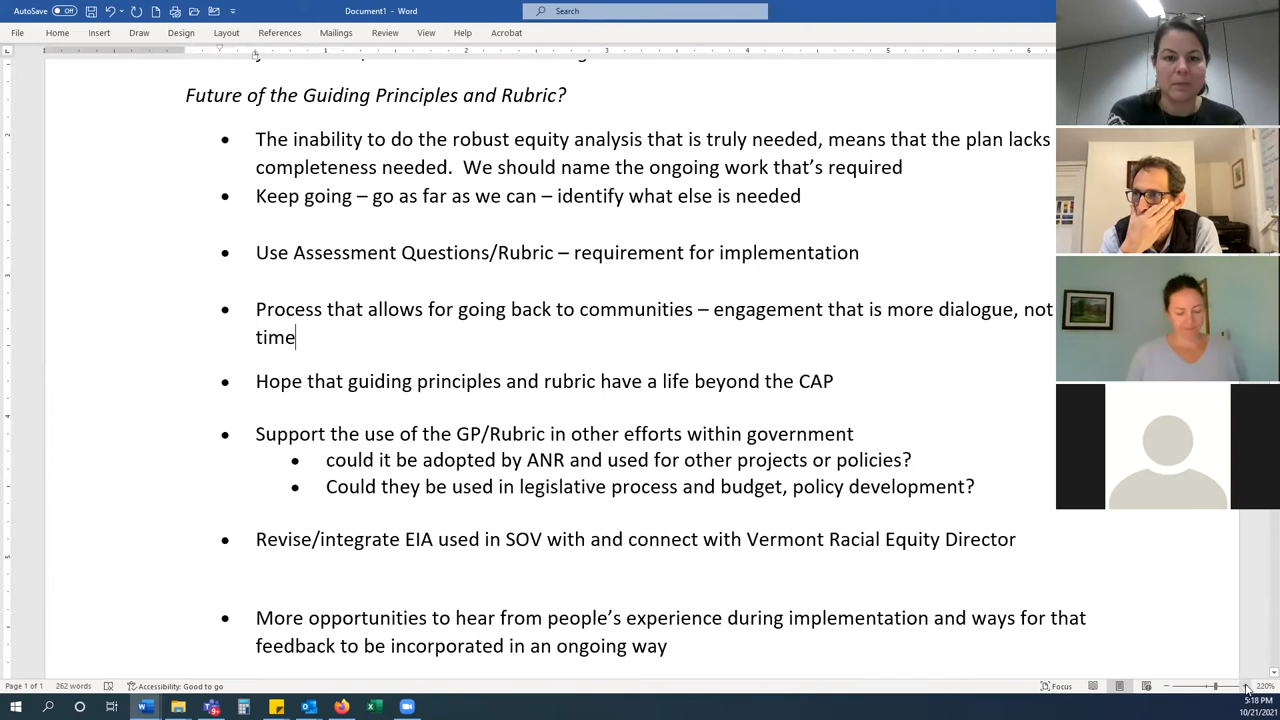 AutoSave Off Document1 - Word Search
File Home Insert Draw Design Layout References Mailings Review View Help Acrobat
Future of the Guiding Principles and Rubric?
• The inability to do the robust equity analysis that is truly needed, means that the plan lacks
completeness needed.  We should name the ongoing work that’s required
• Keep going – go as far as we can – identify what else is needed
• Use Assessment Questions/Rubric – requirement for implementation
• Process that allows for going back to communities – engagement that is more dialogue, not
time
• Hope that guiding principles and rubric have a life beyond the CAP
• Support the use of the GP/Rubric in other efforts within government
• could it be adopted by ANR and used for other projects or policies?
• Could they be used in legislative process and budget, policy development?
• Revise/integrate EIA used in SOV with and connect with Vermont Racial Equity Director
• More opportunities to hear from people’s experience during implementation and ways for that
feedback to be incorporated in an ongoing way
Page 1 of 1 262 words Accessibility: Good to go Focus 220%
5:18 PM
10/21/2021